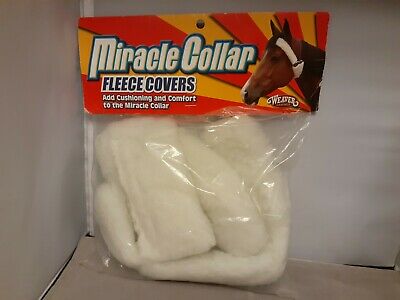 Miracle Collar
FLEECE COVERS
Add Cushioning and Comfort
to the Miracle Collar
WEAVER